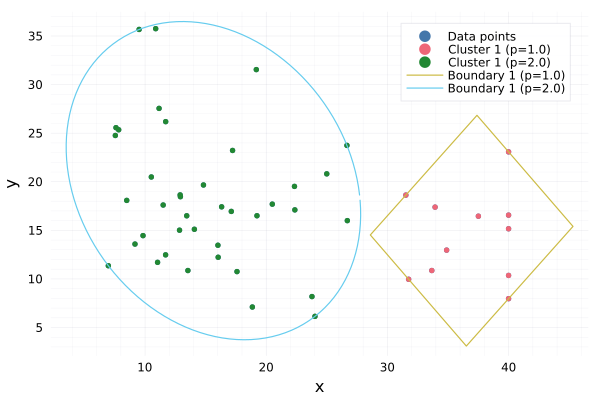 Data points
Cluster 1 (p=1.0)
Cluster 1 (p=2.0)
Boundary 1 (p=1.0)
Boundary 1 (p=2.0)
35
30
25
20
15
10
5
y
10 20 30 40
x